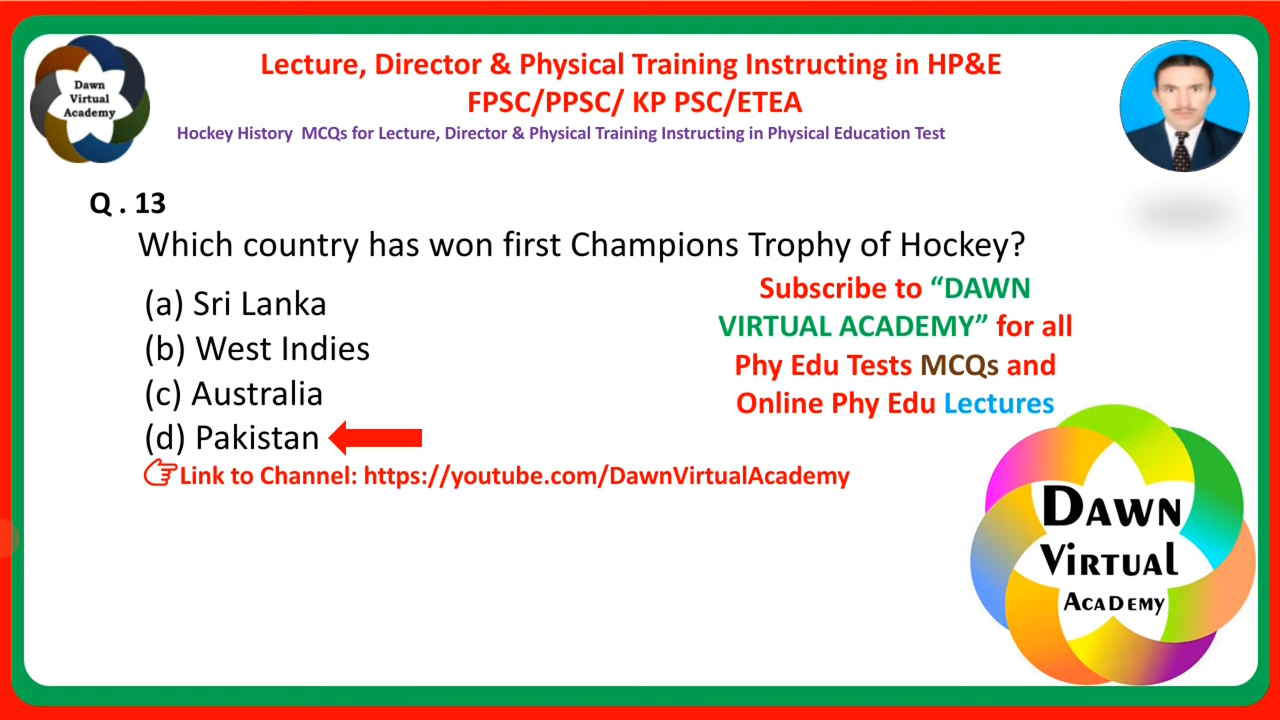 Dawn
Virtual
Academy
Lecture, Director & Physical Training Instructing in HP&E
FPSC/PPSC/ KP PSC/ETEA
Hockey History MCQs for Lecture, Director & Physical Training Instructing in Physical Education Test
Q . 13
Which country has won first Champions Trophy of Hockey?
(a) Sri Lanka
(b) West Indies
(c) Australia
(d) Pakistan
Subscribe to “DAWN
VIRTUAL ACADEMY” for all
Phy Edu Tests MCQs and
Online Phy Edu Lectures
Link to Channel: https://youtube.com/DawnVirtualAcademy
DAWN
VIRTUAL
ACADEMY